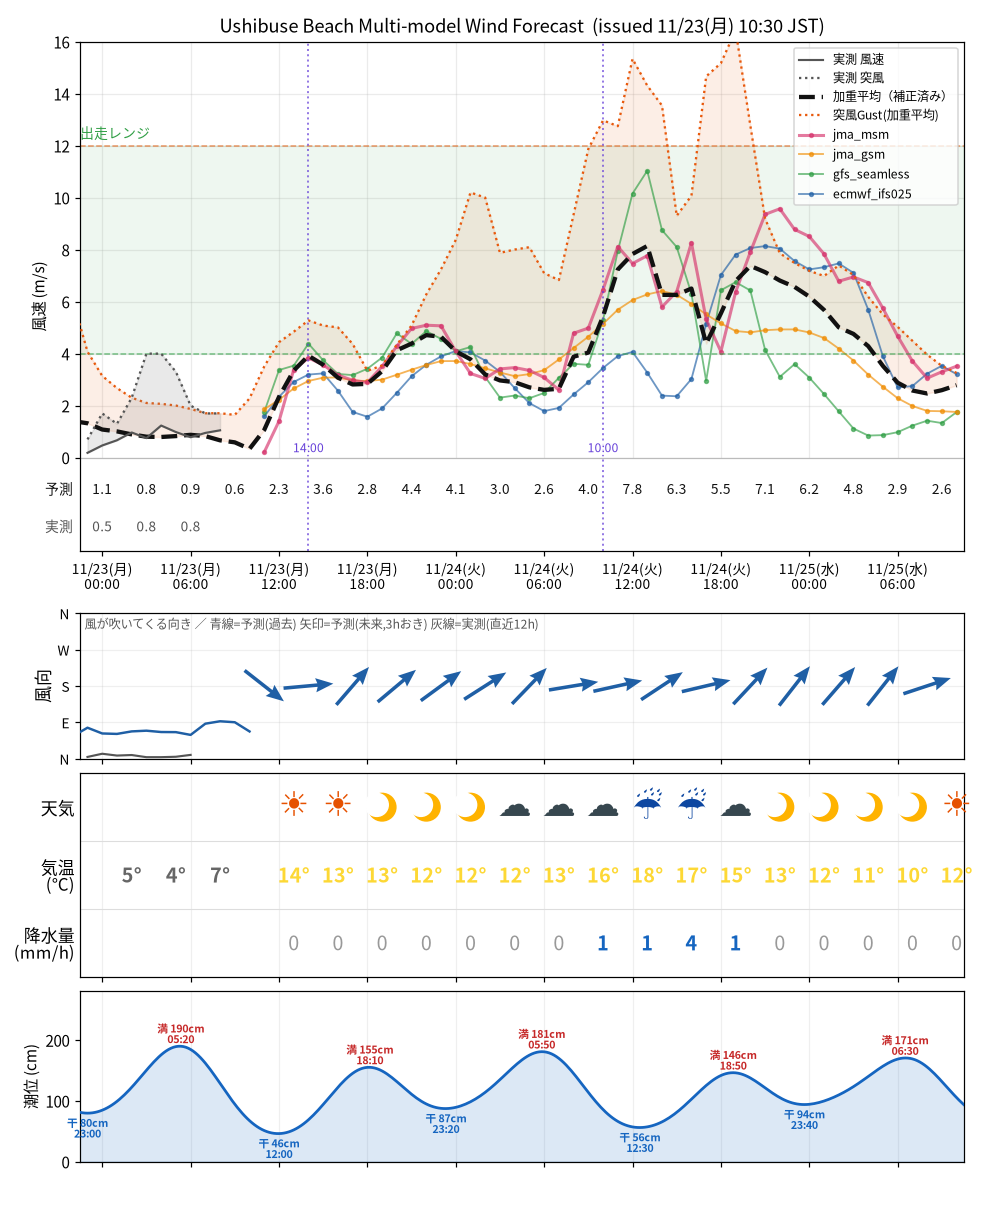 Ushibuse Beach Multi-model Wind Forecast  (issued 11/23(月) 10:30 JST)
16
14
12
10
8
6
4
2
0
風速 (m/s)
出走レンジ
実測 風速
実測 突風
加重平均（補正済み）
突風Gust(加重平均)
jma_msm
jma_gsm
gfs_seamless
ecmwf_ifs025
14:00
10:00
予測 1.1 0.8 0.9 0.6 2.3 3.6 2.8 4.4 4.1 3.0 2.6 4.0 7.8 6.3 5.5 7.1 6.2 4.8 2.9 2.6
実測 0.5 0.8 0.8
11/23(月) 11/23(月) 11/23(月) 11/23(月) 11/24(火) 11/24(火) 11/24(火) 11/24(火) 11/25(水) 11/25(水)
00:00 06:00 12:00 18:00 00:00 06:00 12:00 18:00 00:00 06:00
風向
N
W
S
E
N
風が吹いてくる向き ／ 青線=予測(過去) 矢印=予測(未来,3hおき) 灰線=実測(直近12h)
天気
気温
(℃)
5° 4° 7° 14° 13° 13° 12° 12° 12° 13° 16° 18° 17° 15° 13° 12° 11° 10° 12°
降水量
(mm/h)
0 0 0 0 0 0 0 1 1 4 1 0 0 0 0 0
潮位 (cm)
200
100
0
干 80cm
23:00
満 190cm
05:20
干 46cm
12:00
満 155cm
18:10
干 87cm
23:20
満 181cm
05:50
干 56cm
12:30
満 146cm
18:50
干 94cm
23:40
満 171cm
06:30